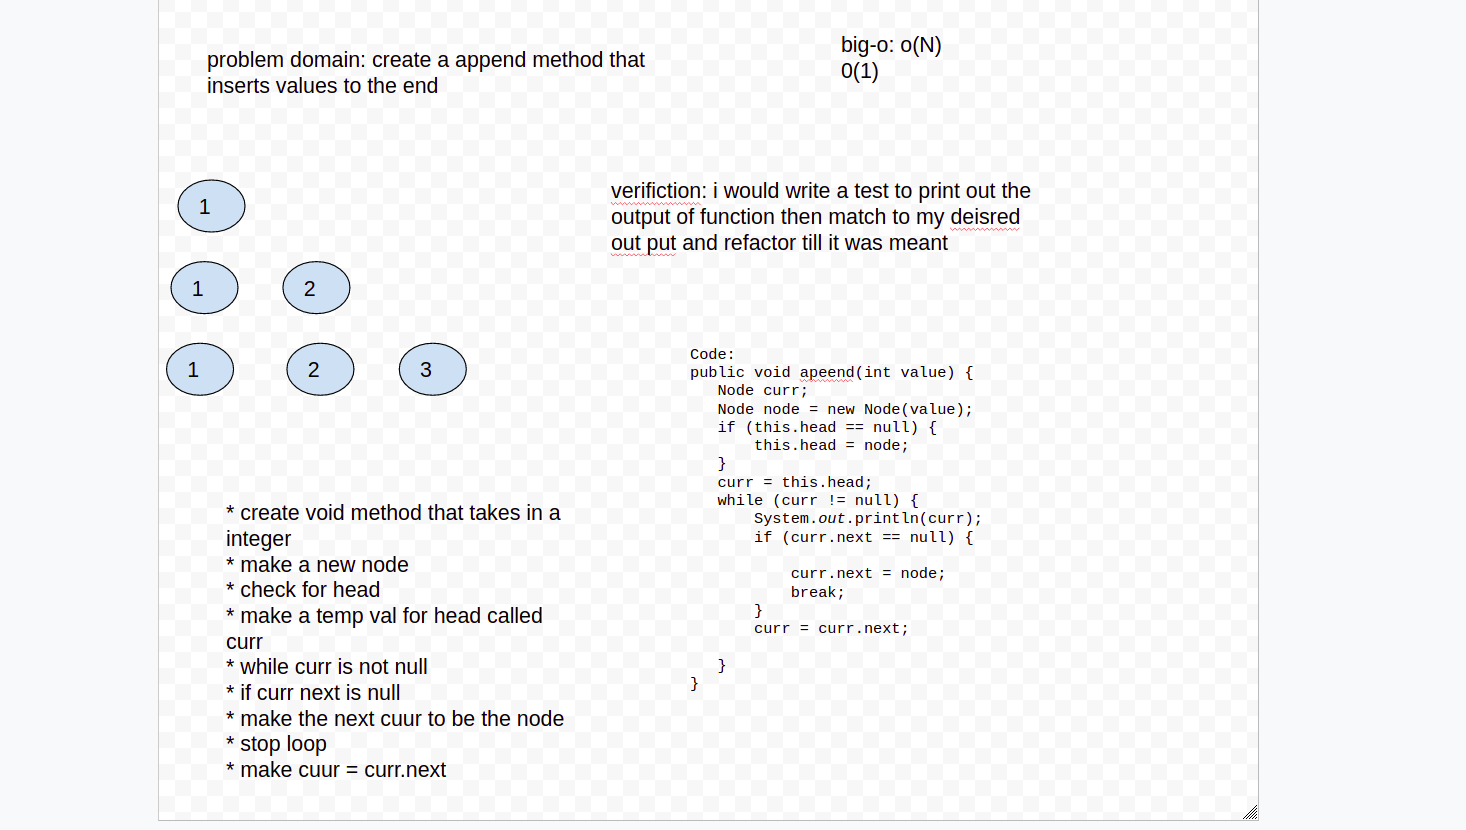 problem domain: create a append method that
inserts values to the end
big-o: o(N)
0(1)
1
1 2
1 2 3
verifiction: i would write a test to print out the
output of function then match to my deisred
out put and refactor till it was meant
* create void method that takes in a
integer
* make a new node
* check for head
* make a temp val for head called
curr
* while curr is not null
* if curr next is null
* make the next cuur to be the node
* stop loop
* make cuur = curr.next
Code:
public void apeend(int value) {
   Node curr;
   Node node = new Node(value);
   if (this.head == null) {
       this.head = node;
   }
   curr = this.head;
   while (curr != null) {
       System.out.println(curr);
       if (curr.next == null) {
           curr.next = node;
           break;
       }
       curr = curr.next;
   }
}